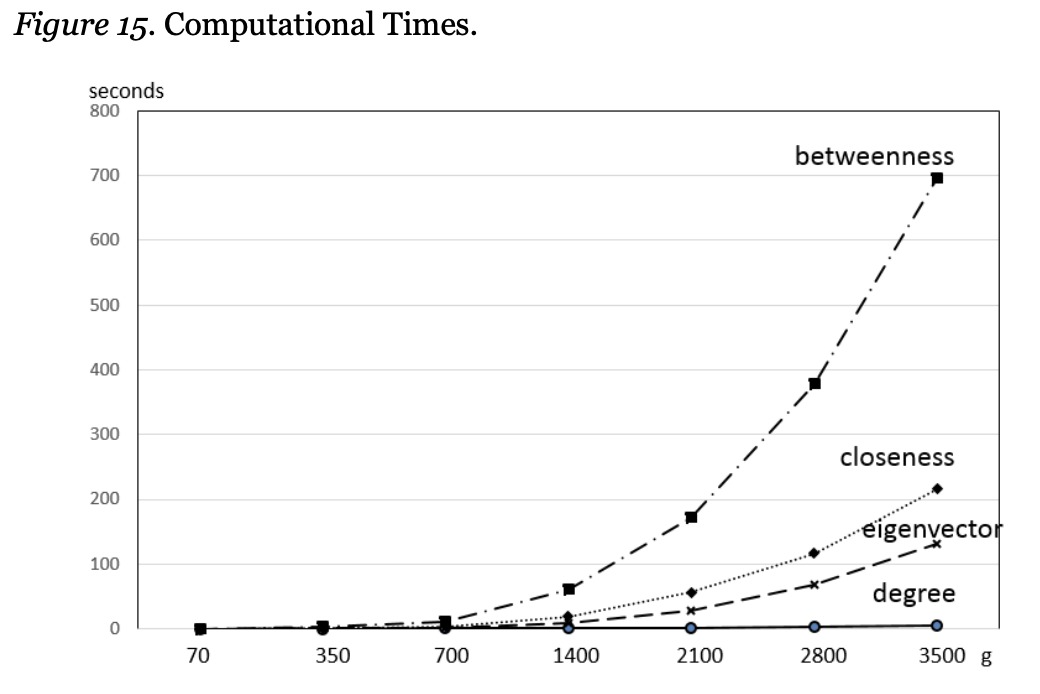 Figure 15. Computational Times.
seconds
800
betweenness
700
600
500
400
300
closeness
200
eigenvector
100
degree
0
70 350 700 1400 2100 2800 3500 g